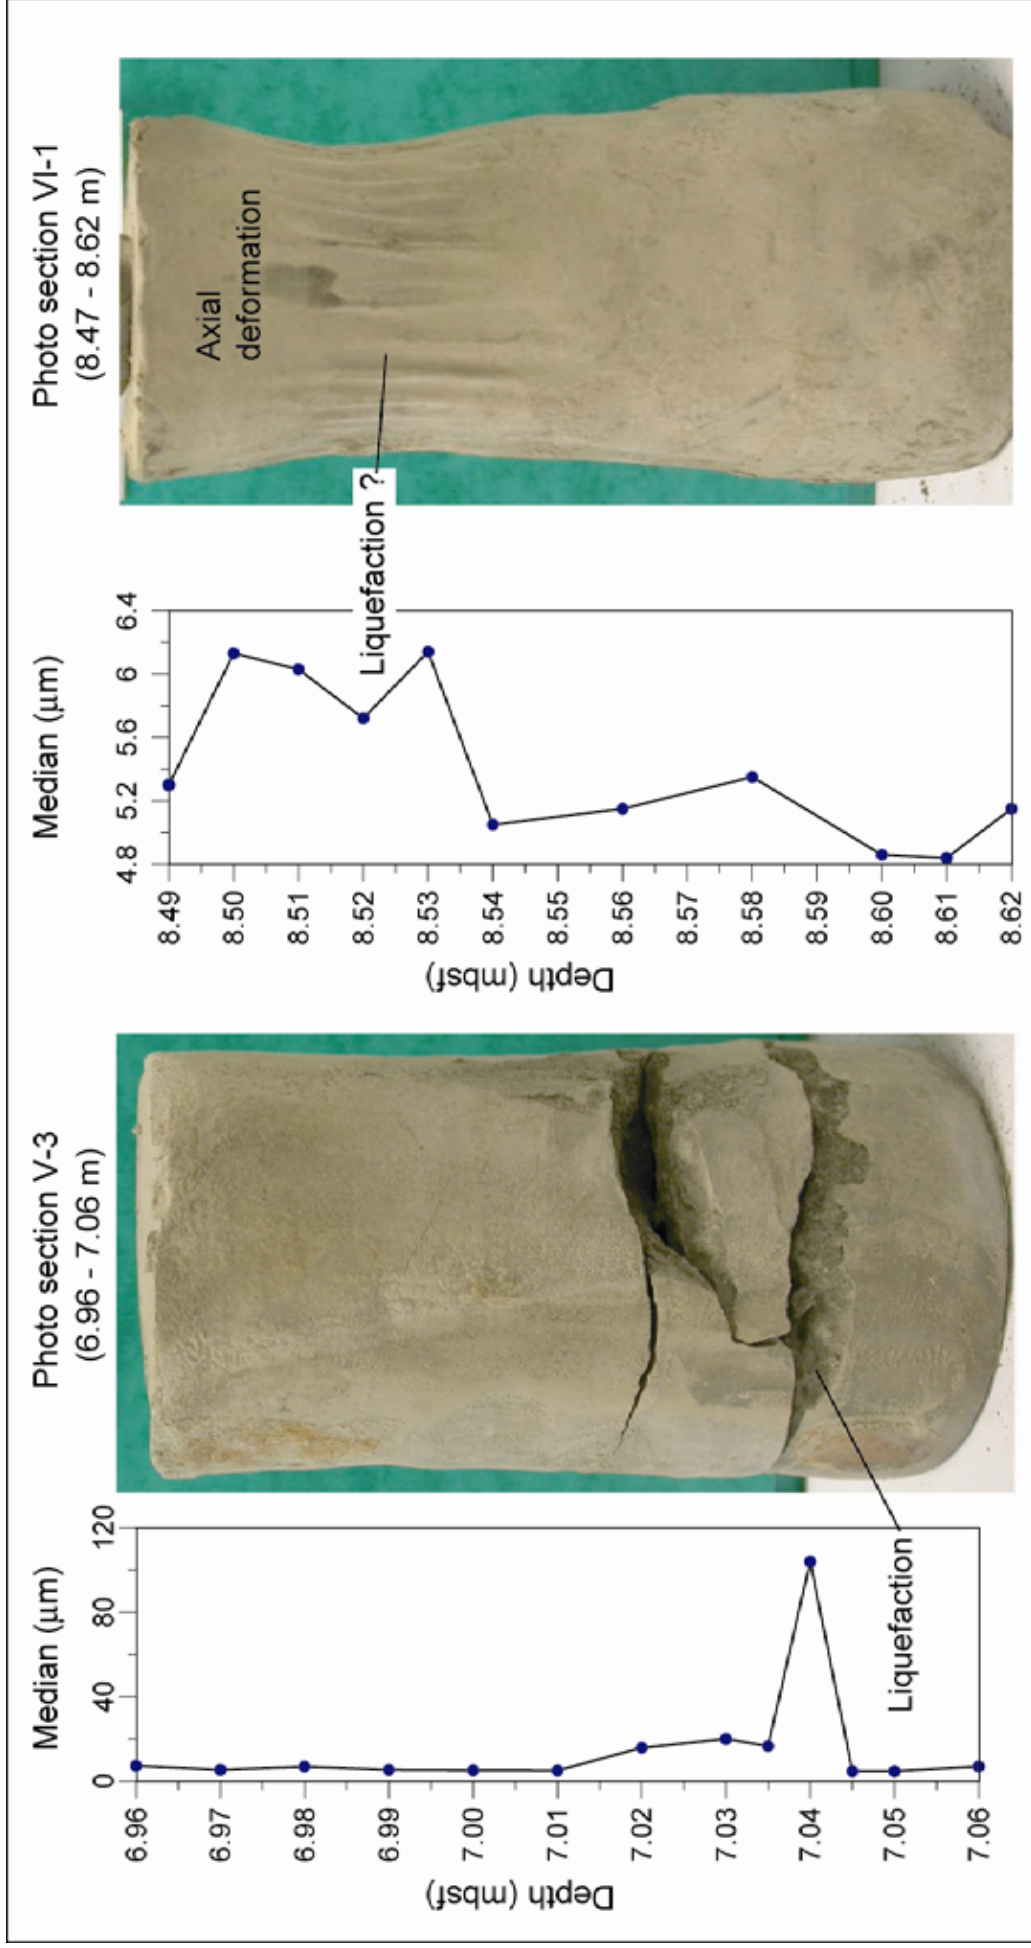 Photo section V-3
(6.96 - 7.06 m)
Median (μm)
0 40 80 120
Depth (mbsf)
6.96
6.97
6.98
6.99
7.00
7.01
7.02
7.03
7.04
7.05
7.06
Liquefaction
Photo section VI-1
(8.47 - 8.62 m)
Median (μm)
4.8 5.2 5.6 6 6.4
Depth (mbsf)
8.49
8.50
8.51
8.52
8.53
8.54
8.55
8.56
8.57
8.58
8.59
8.60
8.61
8.62
Liquefaction ?
Axial
deformation